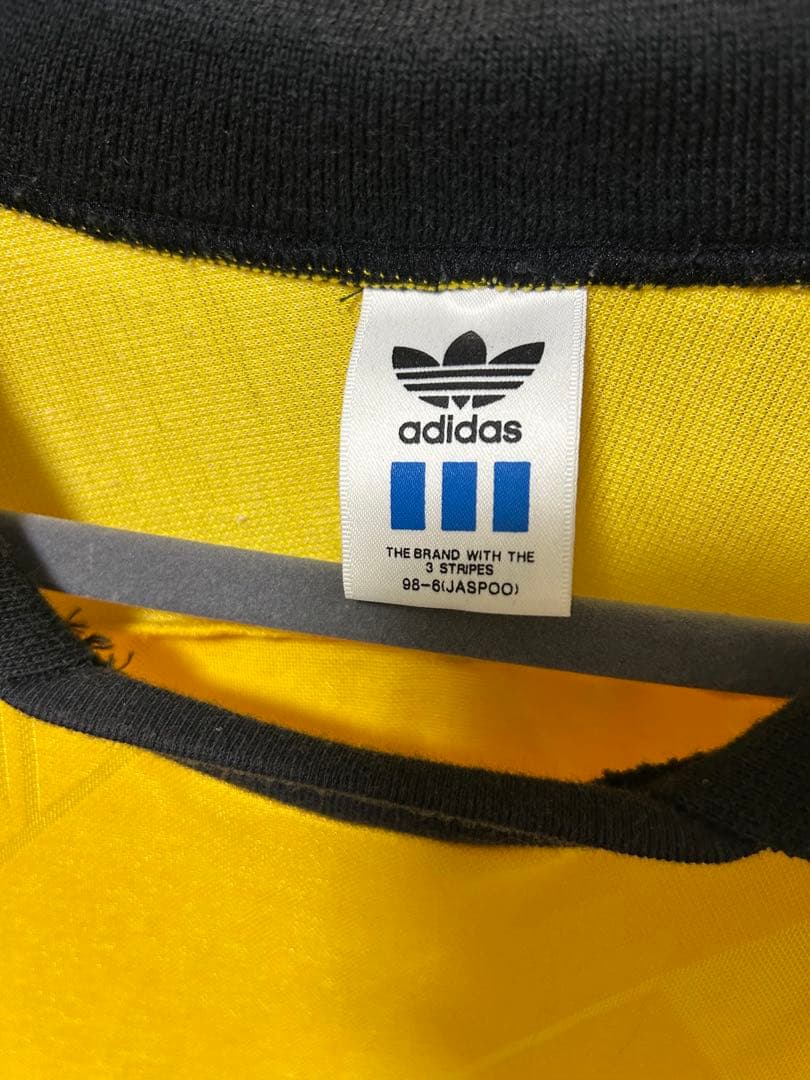 adidas
THE BRAND WITH THE
3 STRIPES
98-6(JASPOO)